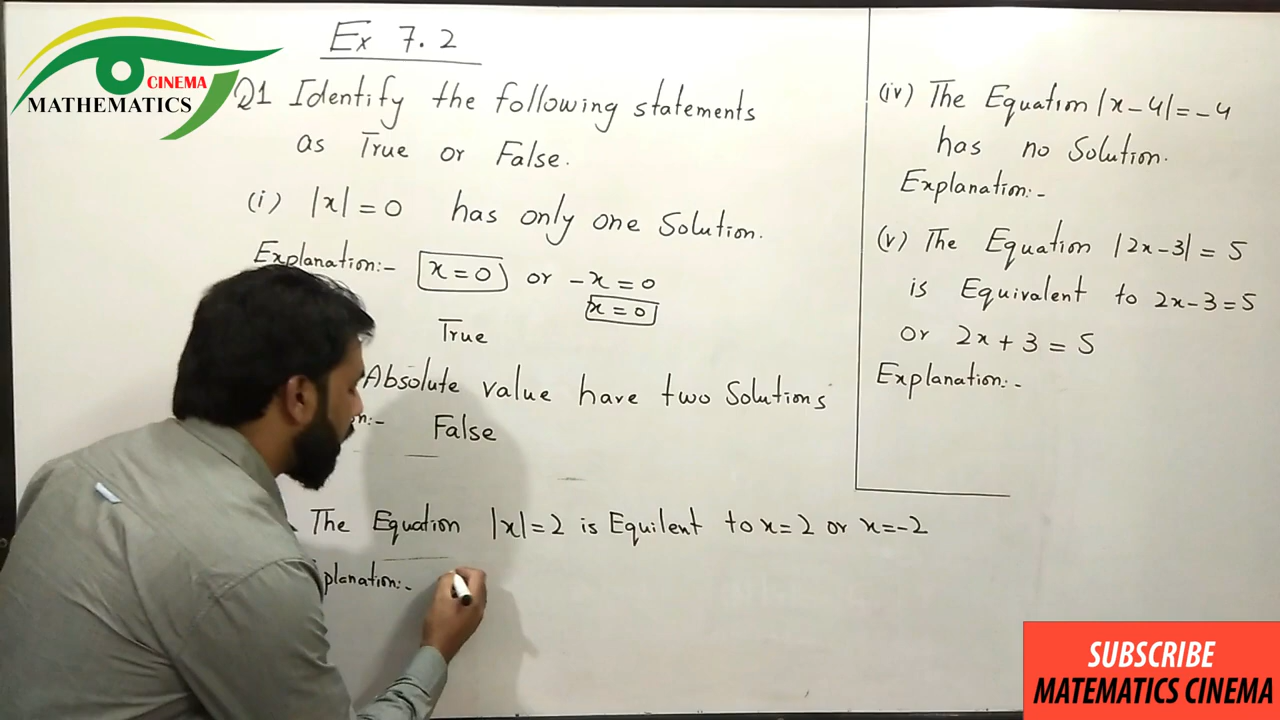 CINEMA
MATHEMATICS
Ex 7.2
Q1 Identify the following statements
as True or False.
(i) |x| = 0 has only one Solution.
Explanation:- x = 0 or -x = 0
x = 0
True
Absolute value have two Solutions
n:- False
The Equation |x| = 2 is Equilent to x = 2 or x = -2
planation:-
(iv) The Equation |x - 4| = -4
has no Solution.
Explanation:-
(v) The Equation |2x - 3| = 5
is Equivalent to 2x - 3 = 5
Or 2x + 3 = 5
Explanation:-
SUBSCRIBE
MATEMATICS CINEMA